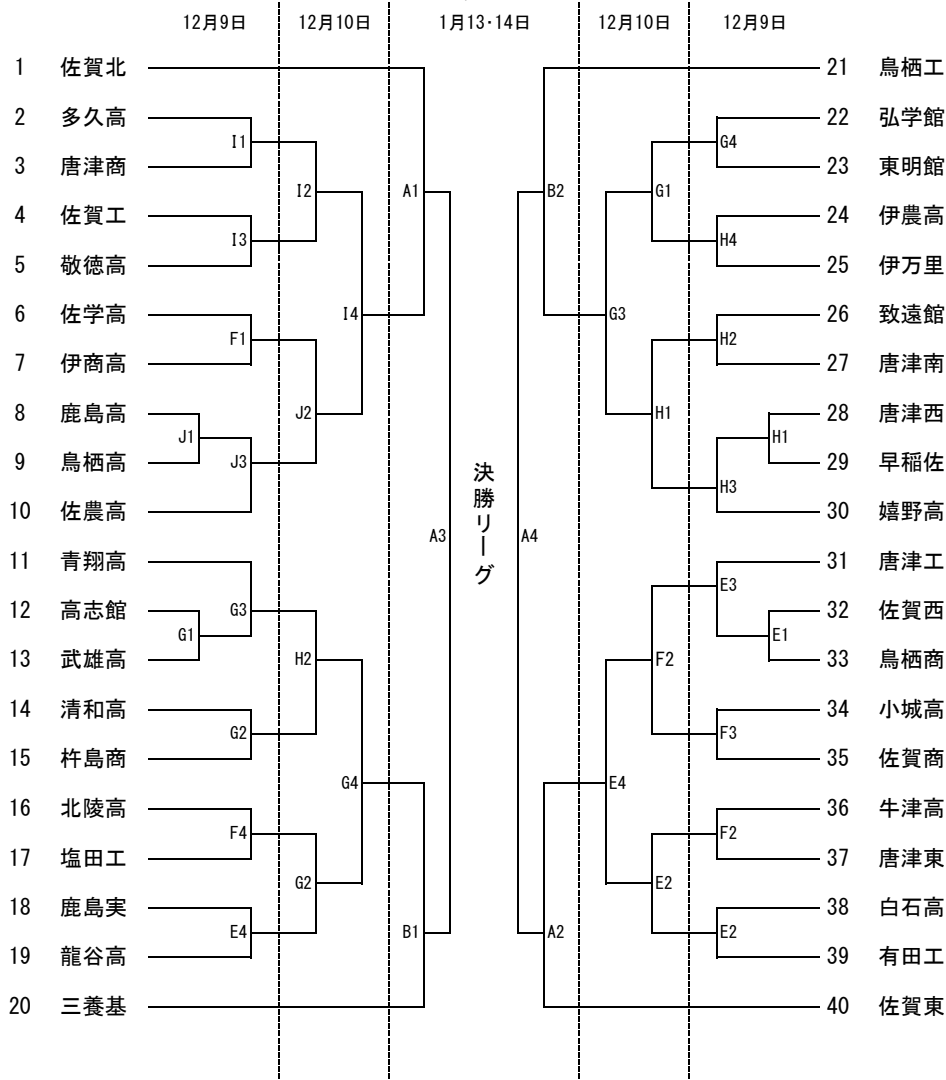 12月9日 12月10日 1月13・14日 12月10日 12月9日
1 佐賀北 21 鳥栖工
2 多久高 22 弘学館
I1 G4
3 唐津商 23 東明館
I2 A1 B2 G1
4 佐賀工 24 伊農高
I3 H4
5 敬徳高 25 伊万里
6 佐学高 I4 G3 26 致遠館
F1 H2
7 伊商高 27 唐津南
8 鹿島高 J2 H1 28 唐津西
J1 H1
9 鳥栖高 J3 29 早稲佐
H3
10 佐農高 30 嬉野高
決勝リーグ
A3 A4
11 青翔高 31 唐津工
E3
12 高志館 G3 32 佐賀西
G1 E1
13 武雄高 H2 F2 33 鳥栖商
14 清和高 34 小城高
G2 F3
15 杵島商 35 佐賀商
G4 E4
16 北陵高 36 牛津高
F4 F2
17 塩田工 37 唐津東
G2 E2
18 鹿島実 38 白石高
E4 B1 A2 E2
19 龍谷高 39 有田工
20 三養基 40 佐賀東